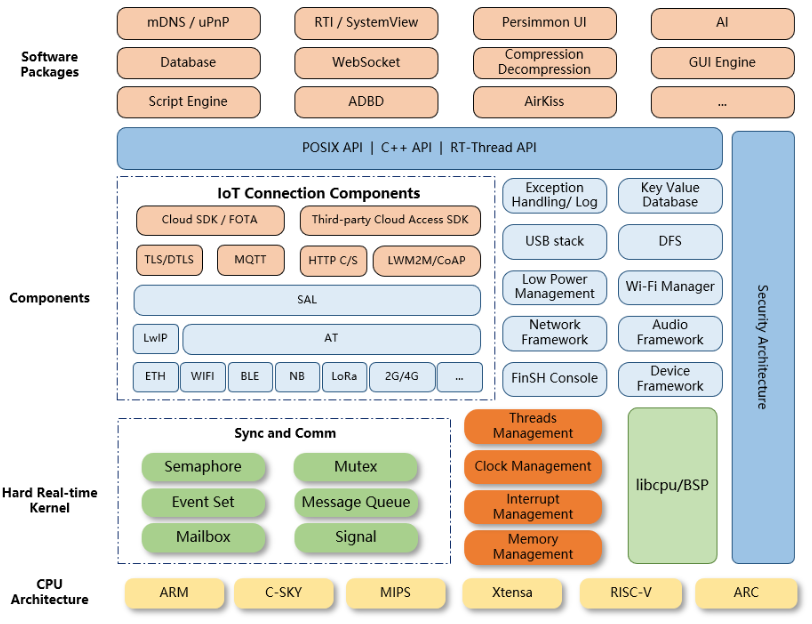 Software
Packages
mDNS / uPnP
RTI / SystemView
Persimmon UI
AI
Database
WebSocket
Compression
Decompression
GUI Engine
Script Engine
ADBD
AirKiss
...
POSIX API | C++ API | RT-Thread API
Security Architecture
Components
IoT Connection Components
Cloud SDK / FOTA
Third-party Cloud Access SDK
TLS/DTLS
MQTT
HTTP C/S
LWM2M/CoAP
SAL
LwIP
AT
ETH
WIFI
BLE
NB
LoRa
2G/4G
...
Exception
Handling/ Log
Key Value
Database
USB stack
DFS
Low Power
Management
Wi-Fi Manager
Network
Framework
Audio
Framework
FinSH Console
Device
Framework
Hard Real-time
Kernel
Sync and Comm
Semaphore
Mutex
Event Set
Message Queue
Mailbox
Signal
Threads
Management
Clock Management
Interrupt
Management
Memory
Management
libcpu/BSP
CPU
Architecture
ARM
C-SKY
MIPS
Xtensa
RISC-V
ARC